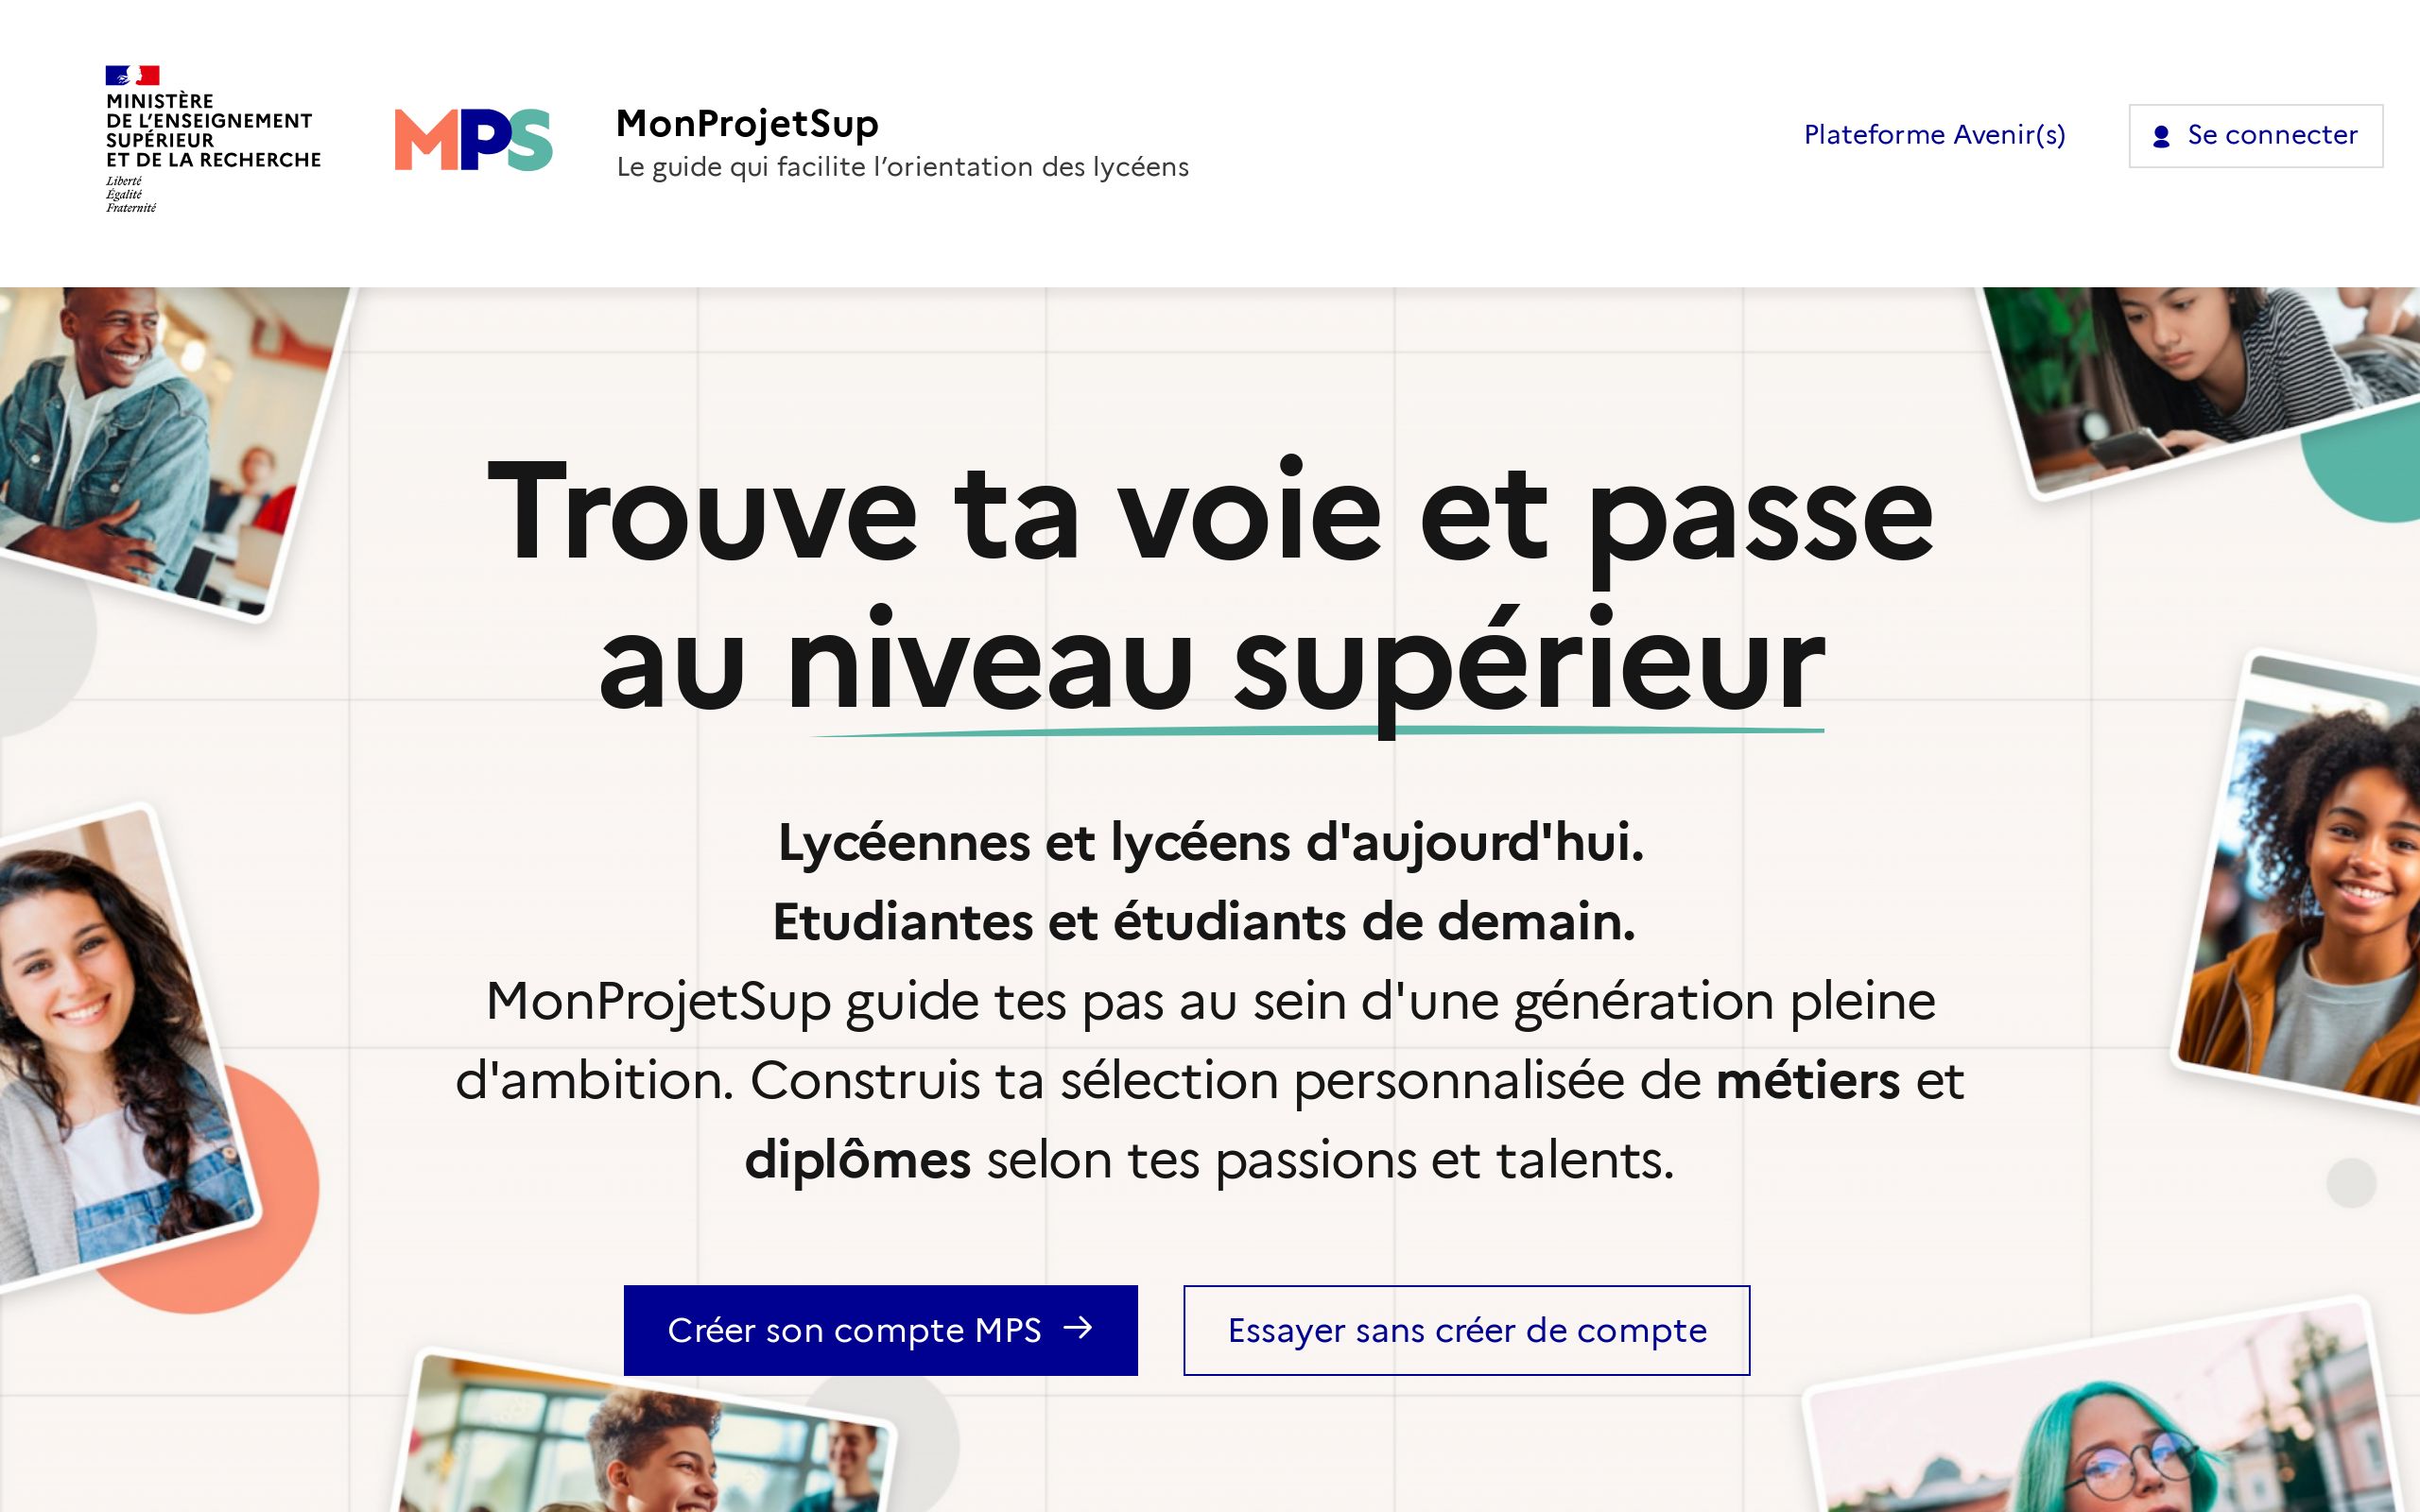 MINISTÈRE
DE L'ENSEIGNEMENT
SUPÉRIEUR
ET DE LA RECHERCHE
Liberté
Égalité
Fraternité
MPS
MonProjetSup
Le guide qui facilite l’orientation des lycéens
Plateforme Avenir(s)
Se connecter
Trouve ta voie et passe
au niveau supérieur
Lycéennes et lycéens d'aujourd'hui.
Etudiantes et étudiants de demain.
MonProjetSup guide tes pas au sein d'une génération pleine
d'ambition. Construis ta sélection personnalisée de métiers et
diplômes selon tes passions et talents.
Créer son compte MPS →
Essayer sans créer de compte